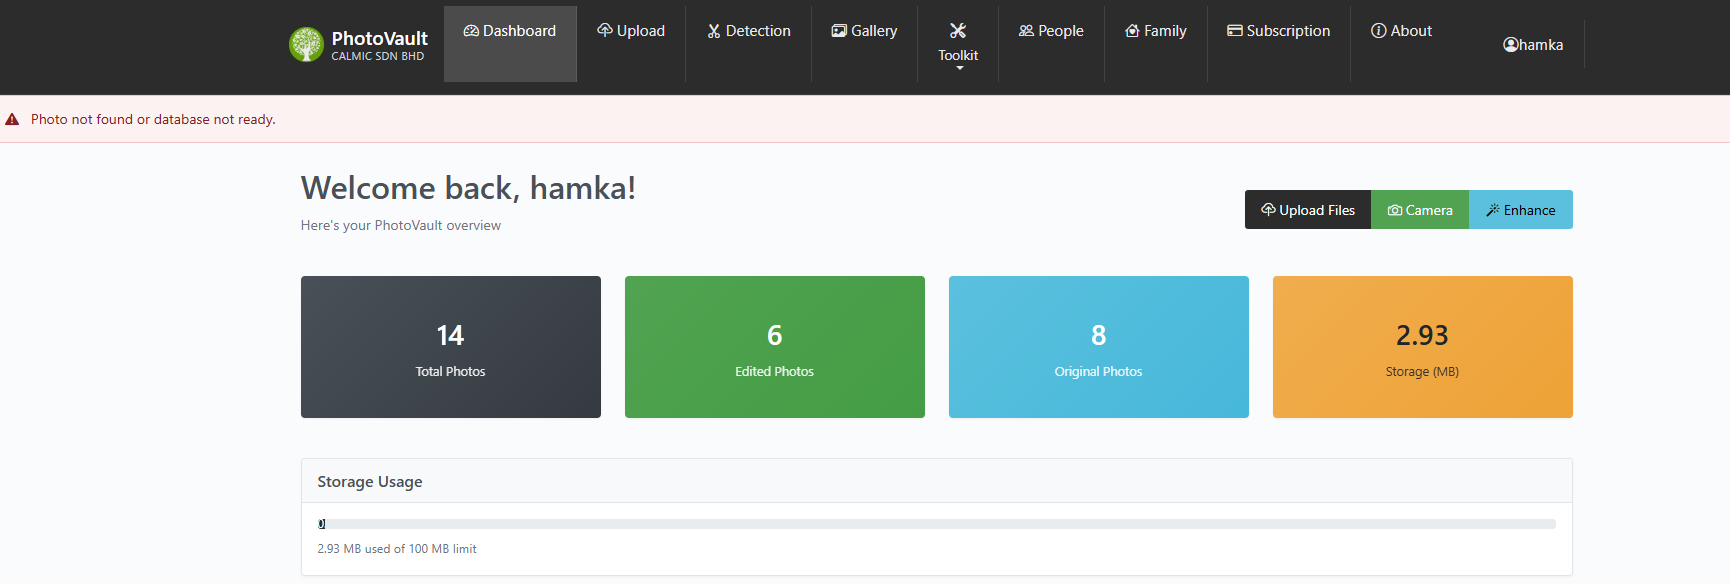 PhotoVault
CALMIC SDN BHD
Dashboard
Upload
Detection
Gallery
Toolkit
People
Family
Subscription
About
hamka
Photo not found or database not ready.
Welcome back, hamka!
Here's your PhotoVault overview
Upload Files
Camera
Enhance
14
Total Photos
6
Edited Photos
8
Original Photos
2.93
Storage (MB)
Storage Usage
2.93 MB used of 100 MB limit